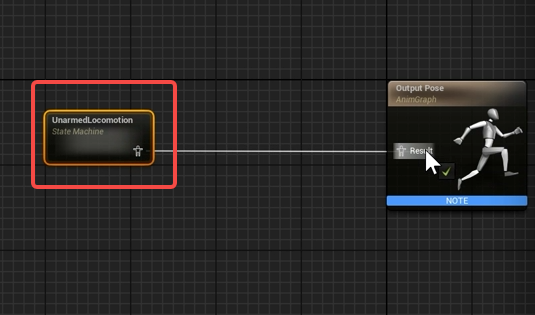 UnarmedLocomotion
State Machine
Output Pose
AnimGraph
Result
NOTE